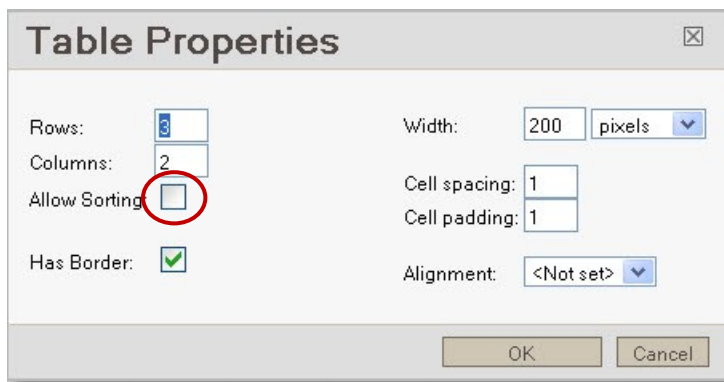 Table Properties
Rows: 3
Columns: 2
Allow Sorting:
Has Border:
Width: 200 pixels
Cell spacing: 1
Cell padding: 1
Alignment: <Not set>
OK Cancel